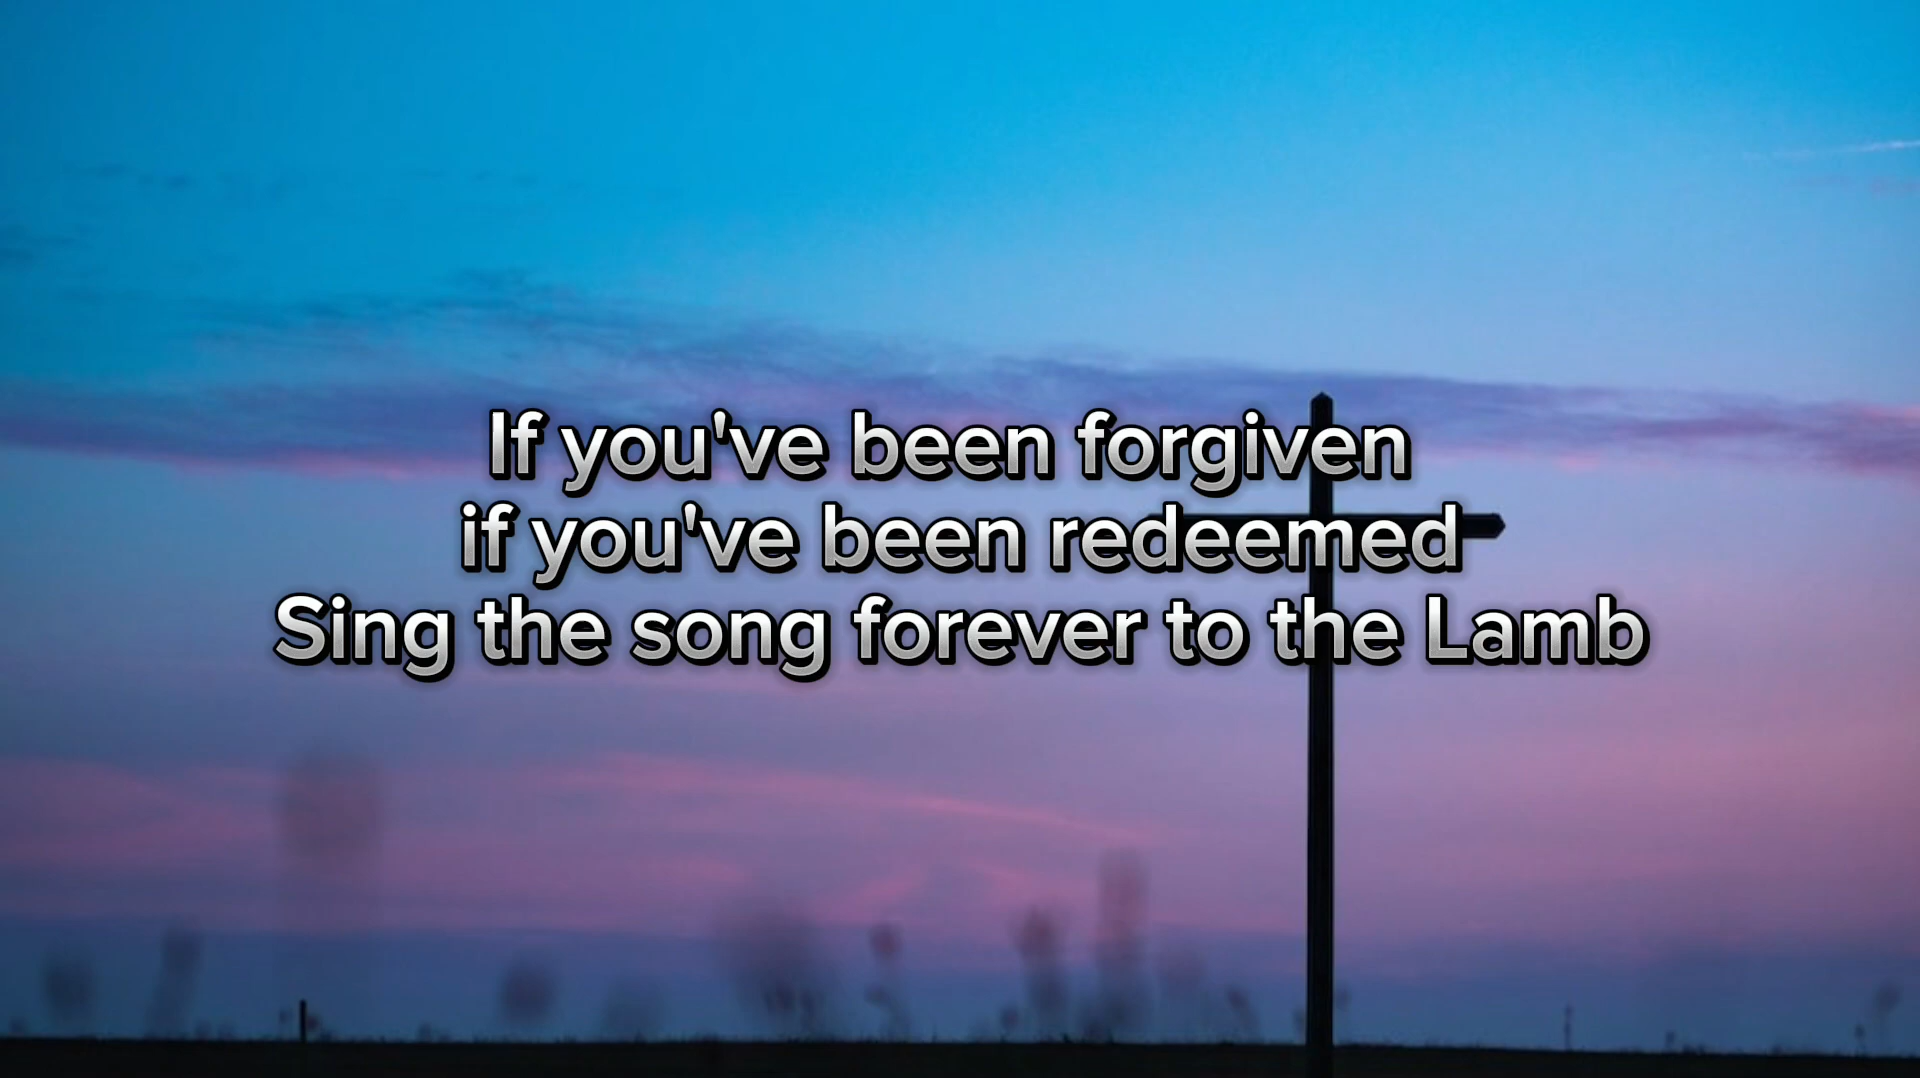 If you've been forgiven
if you've been redeemed
Sing the song forever to the Lamb